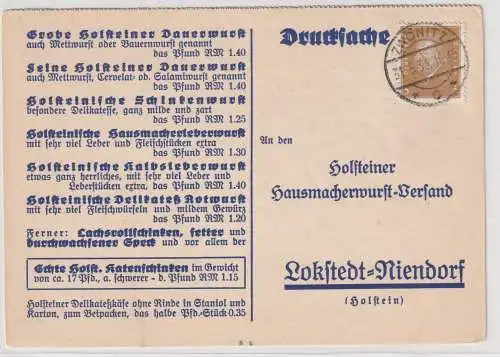 Grobe Holsteiner Dauerwurst
auch Mettwurst oder Bauernwurst genannt
das Pfund RM 1.40
Feine Holsteiner Dauerwurst
auch Mettwurst, Cervelat- od. Salamiwurst genannt
das Pfund RM 1.40
Holsteinische Schinkenwurst
besondere Delikatesse, ganz milde und zart
das Pfund RM 1.25
Holsteinische Hausmacherleberwurst
mit sehr viel Leber und Fleischstücken extra
das Pfund RM 1.30
Holsteinische Kalbsleberwurst
etwas ganz herrliches, mit sehr viel Leber und
Leberstücken extra, das Pfund RM 1.40
Holsteinische Delikateß Rotwurst
mit sehr viel Fleischwürfeln und mildem Gewürz
das Pfund RM 1.20
Ferner: Lachsrollschinken, fetter und
durchwachsener Speck und vor allem der
Echte Holst. Katenschinken im Gewicht
von ca. 17 Pfd., a. schwerer - d. Pfund RM 1.15
Holsteiner Delikateßkäse ohne Rinde in Staniol und
Karton, zum Beipacken, das halbe Pfd.-Stück 0.35
Drucksache
ZWÖNITZ
An den
Holsteiner
Hausmacherwurst-Versand
Lokstedt=Niendorf
(Holstein)